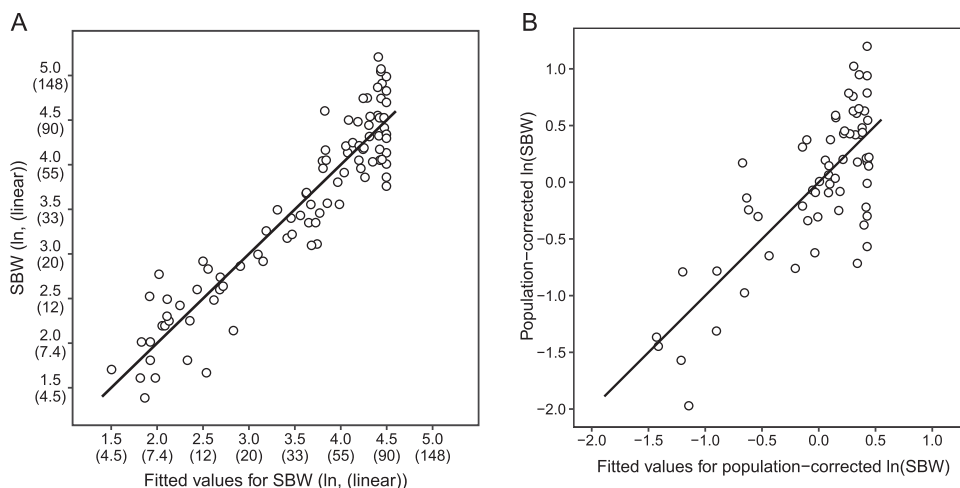 A
SBW (ln, (linear))
5.0
(148)
4.5
(90)
4.0
(55)
3.5
(33)
3.0
(20)
2.5
(12)
2.0
(7.4)
1.5
(4.5)
1.5 2.0 2.5 3.0 3.5 4.0 4.5 5.0
(4.5) (7.4) (12) (20) (33) (55) (90) (148)
Fitted values for SBW (ln, (linear))
B
Population−corrected ln(SBW)
1.0
0.5
0.0
−0.5
−1.0
−1.5
−2.0
−2.0 −1.5 −1.0 −0.5 0.0 0.5 1.0
Fitted values for population−corrected ln(SBW)